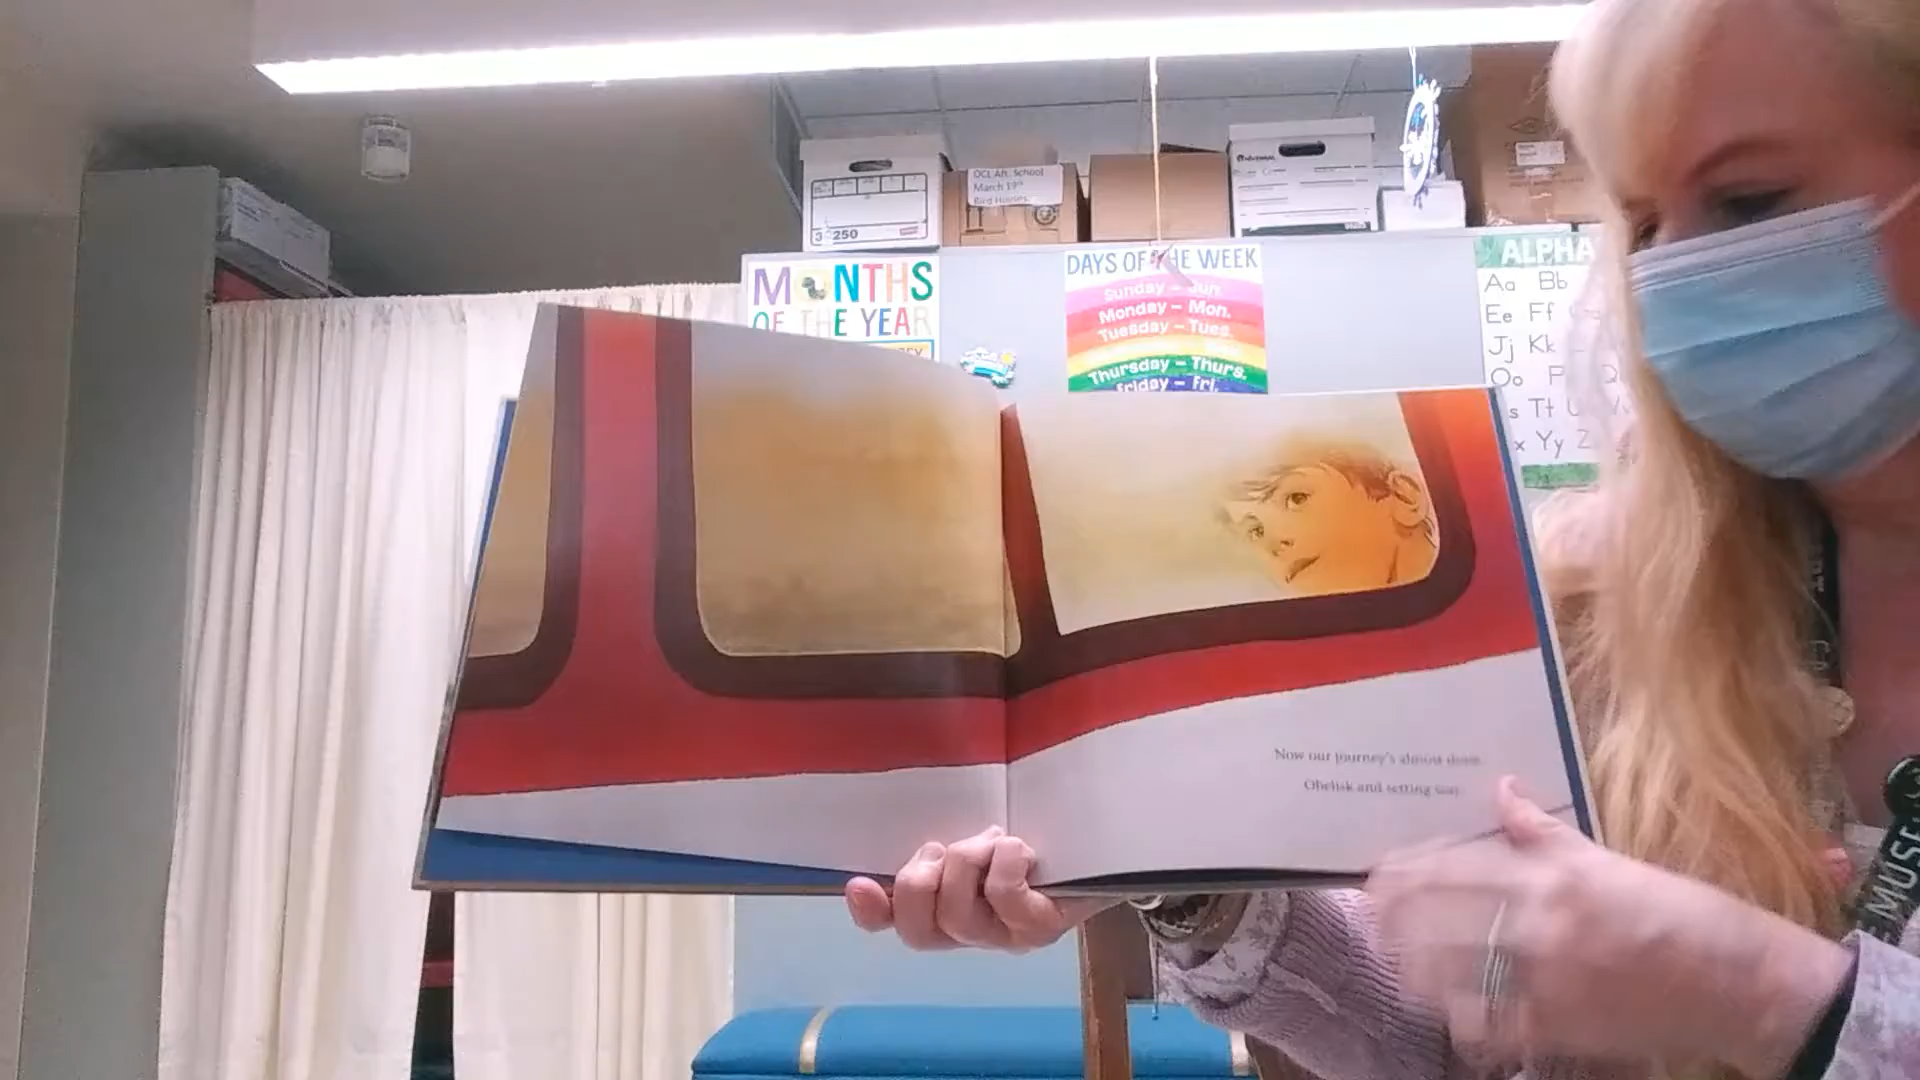 OCL Aft. School
March 19th
Bird Houses
250
MONTHS
OF THE YEAR
DAYS OF THE WEEK
Sunday – Sun.
Monday – Mon.
Tuesday – Tues.
Thursday – Thurs.
Friday – Fri.
ALPHA
Aa Bb
Ee Ff
Jj Kk
Oo P Q
s Tt U
x Yy Z
Now our journey's almost done.
Obelisk and setting sun
MUSE